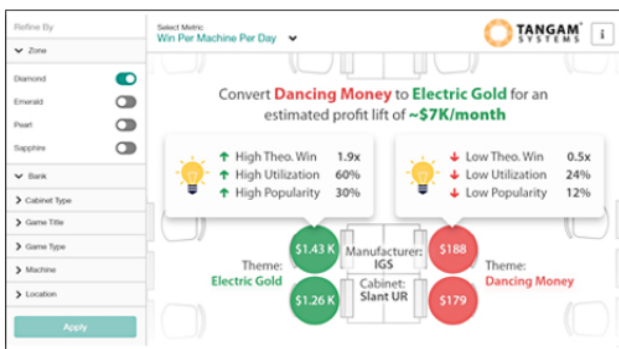 Refine By
Zone
Diamond
Emerald
Pearl
Sapphire
Bank
Cabinet Type
Game Title
Game Type
Machine
Location
Apply
Select Metric:
Win Per Machine Per Day
TANGAM
SYSTEMS
i
Convert Dancing Money to Electric Gold for an
estimated profit lift of ~$7K/month
High Theo. Win 1.9x
High Utilization 60%
High Popularity 30%
Low Theo. Win 0.5x
Low Utilization 24%
Low Popularity 12%
Theme:
Electric Gold
$1.43 K
$1.26 K
Manufacturer:
IGS
Cabinet:
Slant UR
$188
$179
Theme:
Dancing Money